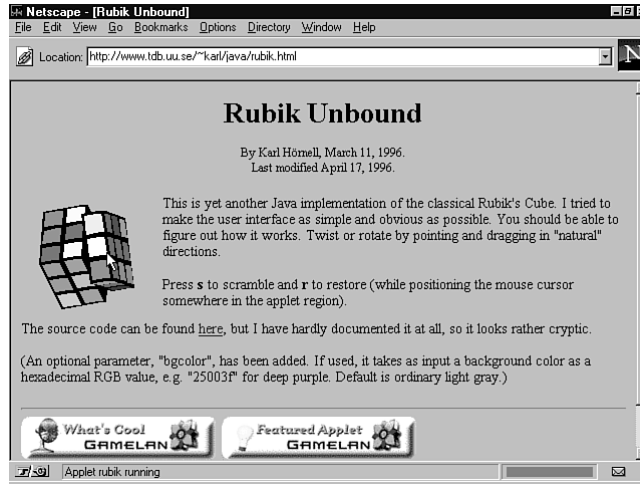 Netscape - [Rubik Unbound]
File Edit View Go Bookmarks Options Directory Window Help
Location: http://www.tdb.uu.se/~karl/java/rubik.html
N
Rubik Unbound
By Karl Hörnell, March 11, 1996.
Last modified April 17, 1996.
This is yet another Java implementation of the classical Rubik's Cube. I tried to
make the user interface as simple and obvious as possible. You should be able to
figure out how it works. Twist or rotate by pointing and dragging in "natural"
directions.
Press s to scramble and r to restore (while positioning the mouse cursor
somewhere in the applet region).
The source code can be found here, but I have hardly documented it at all, so it looks rather cryptic.
(An optional parameter, "bgcolor", has been added. If used, it takes as input a background color as a
hexadecimal RGB value, e.g. "25003f" for deep purple. Default is ordinary light gray.)
What's Cool
GAMELAN
Featured Applet
GAMELAN
Applet rubik running